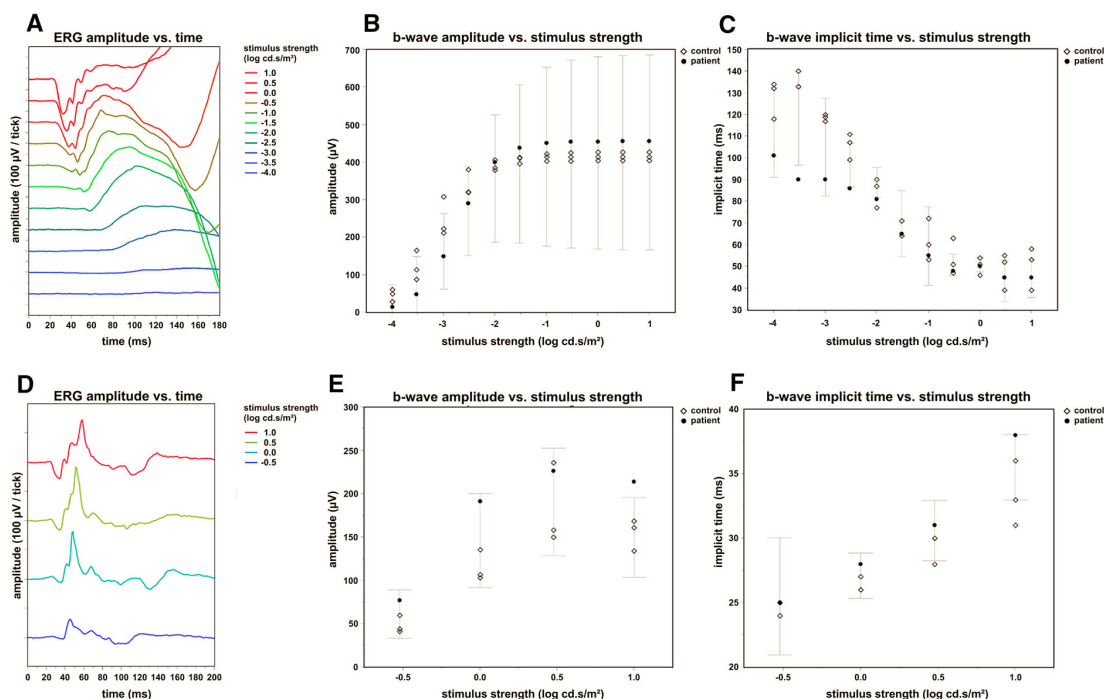 A
ERG amplitude vs. time
amplitude (100 µV / tick)
0 20 40 60 80 100 120 140 160 180
time (ms)
stimulus strength
(log cd.s/m²)
1.0
0.5
0.0
-0.5
-1.0
-1.5
-2.0
-2.5
-3.0
-3.5
-4.0
B
b-wave amplitude vs. stimulus strength
control
patient
amplitude (µV)
700
600
500
400
300
200
100
0
-4 -3 -2 -1 0 1
stimulus strength (log cd.s/m²)
C
b-wave implicit time vs. stimulus strength
control
patient
implicit time (ms)
150
140
130
120
110
100
90
80
70
60
50
40
30
-4 -3 -2 -1 0 1
stimulus strength (log cd.s/m²)
D
ERG amplitude vs. time
amplitude (100 µV / tick)
0 20 40 60 80 100 120 140 160 180 200
time (ms)
stimulus strength
(log cd.s/m²)
1.0
0.5
0.0
-0.5
E
b-wave amplitude vs. stimulus strength
control
patient
amplitude (µV)
300
250
200
150
100
50
0
-0.5 0.0 0.5 1.0
stimulus strength (log cd.s/m²)
F
b-wave implicit time vs. stimulus strength
control
patient
implicit time (ms)
40
35
30
25
20
-0.5 0.0 0.5 1.0
stimulus strength (log cd.s/m²)